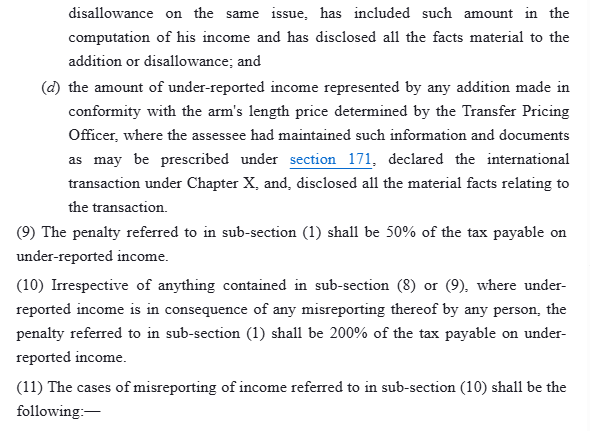 disallowance on the same issue, has included such amount in the
computation of his income and has disclosed all the facts material to the
addition or disallowance; and
(d) the amount of under-reported income represented by any addition made in
conformity with the arm's length price determined by the Transfer Pricing
Officer, where the assessee had maintained such information and documents
as may be prescribed under section 171, declared the international
transaction under Chapter X, and, disclosed all the material facts relating to
the transaction.
(9) The penalty referred to in sub-section (1) shall be 50% of the tax payable on
under-reported income.
(10) Irrespective of anything contained in sub-section (8) or (9), where under-
reported income is in consequence of any misreporting thereof by any person, the
penalty referred to in sub-section (1) shall be 200% of the tax payable on under-
reported income.
(11) The cases of misreporting of income referred to in sub-section (10) shall be the
following:—